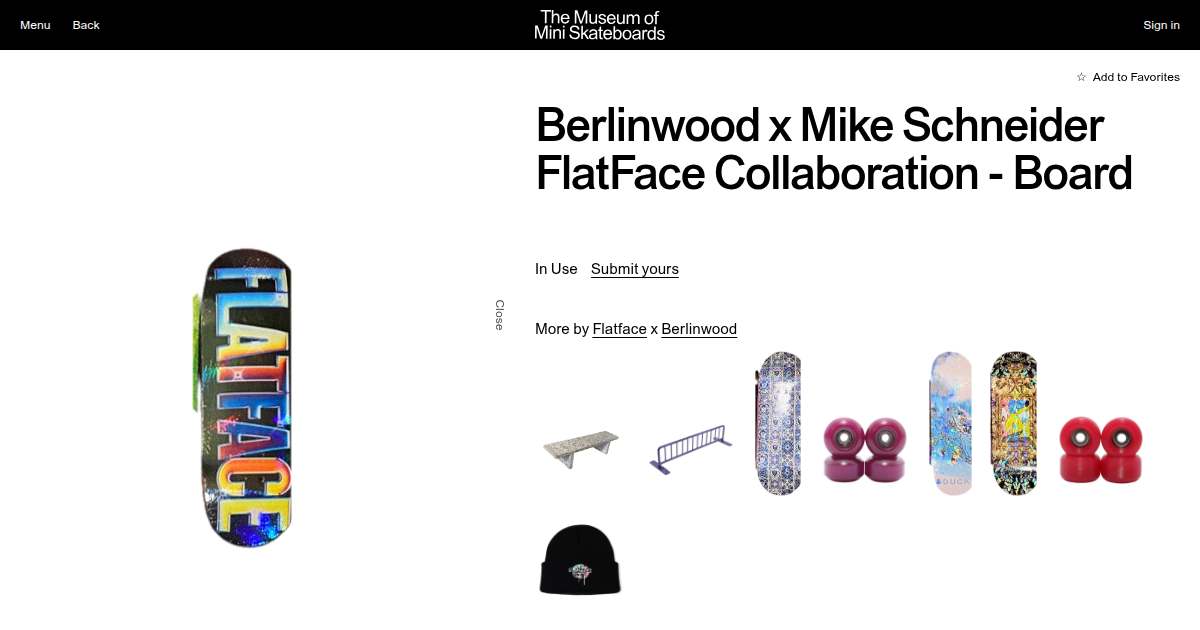 Menu
Back
The Museum of
Mini Skateboards
Sign in
☆ Add to Favorites
Berlinwood x Mike Schneider
FlatFace Collaboration - Board
FLATFACE
Close
In Use Submit yours
More by Flatface x Berlinwood
DUCK